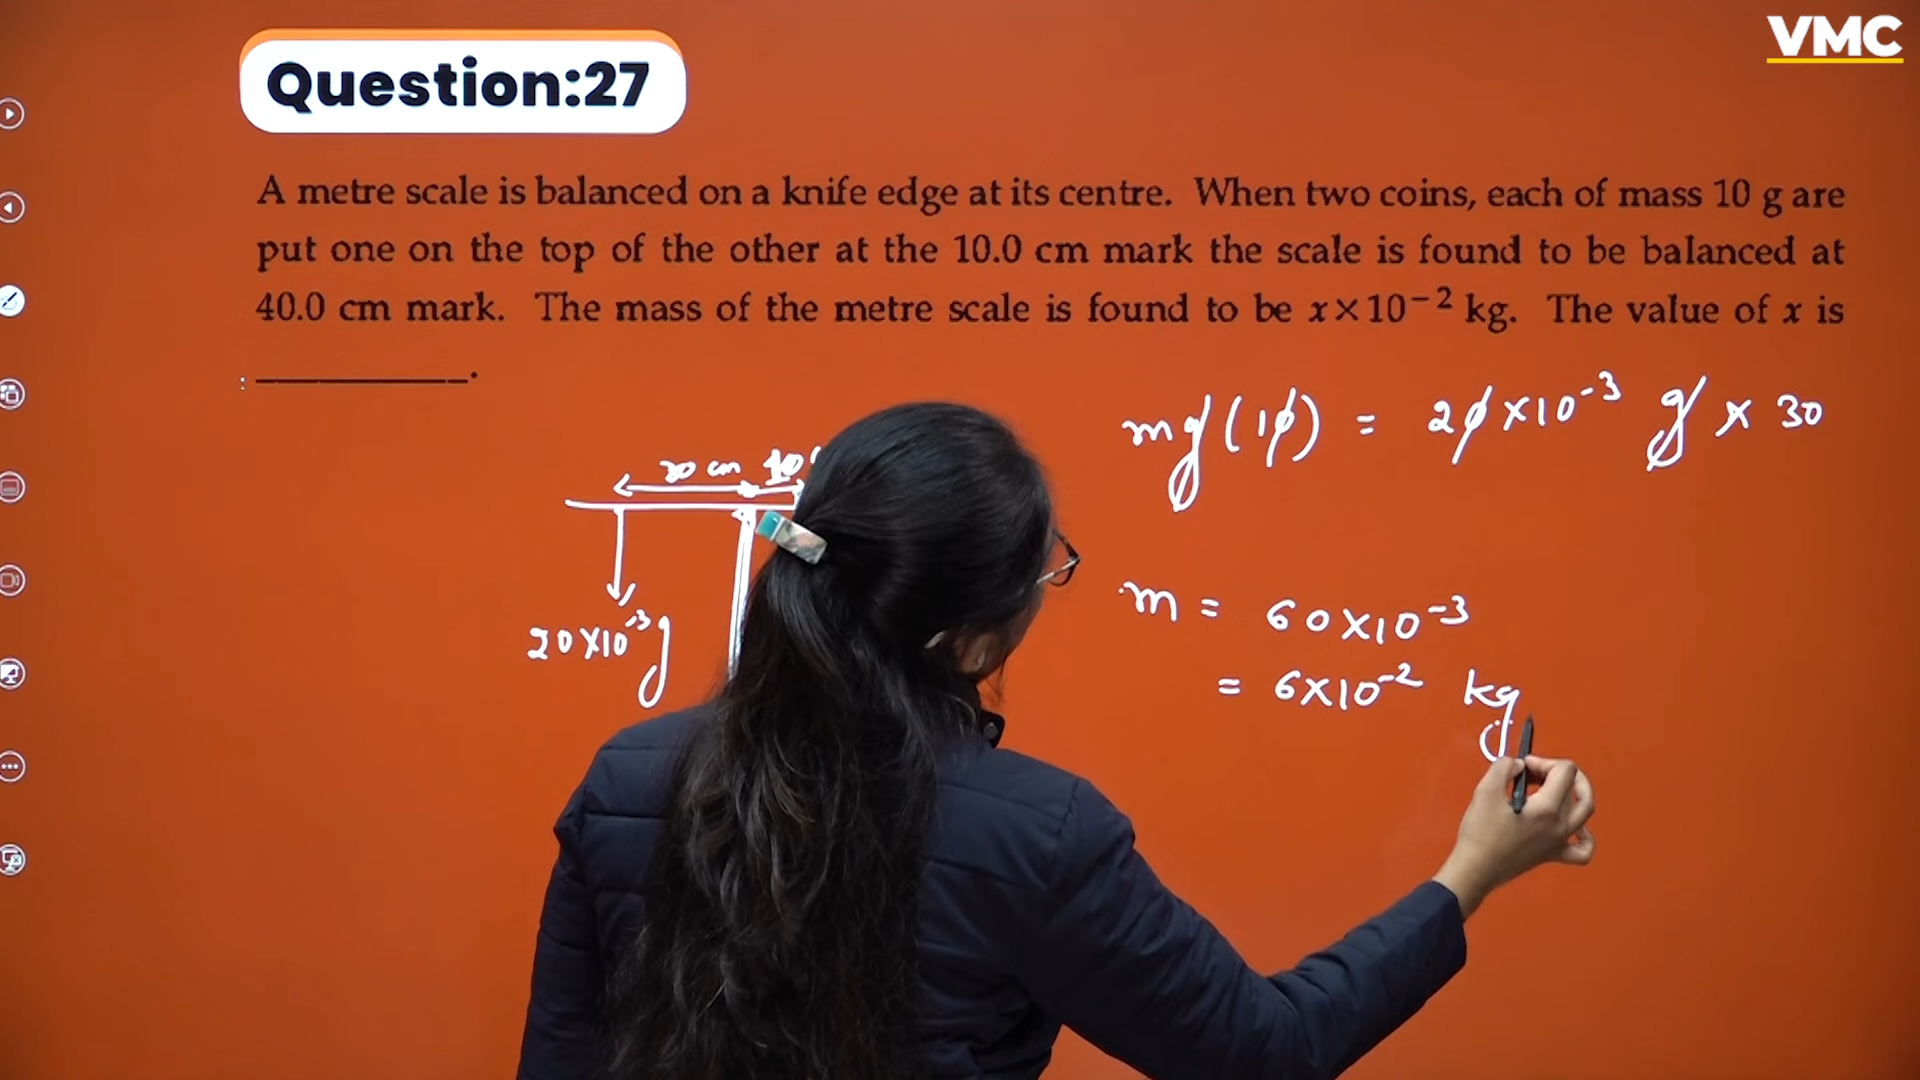 VMC
Question:27
A metre scale is balanced on a knife edge at its centre. When two coins, each of mass 10 g are
put one on the top of the other at the 10.0 cm mark the scale is found to be balanced at
40.0 cm mark. The mass of the metre scale is found to be x×10⁻² kg. The value of x is
: ___________.
mg(10) = 20×10⁻³ g × 30
30 cm 10
20×10⁻³g
m = 60×10⁻³
= 6×10⁻² kg